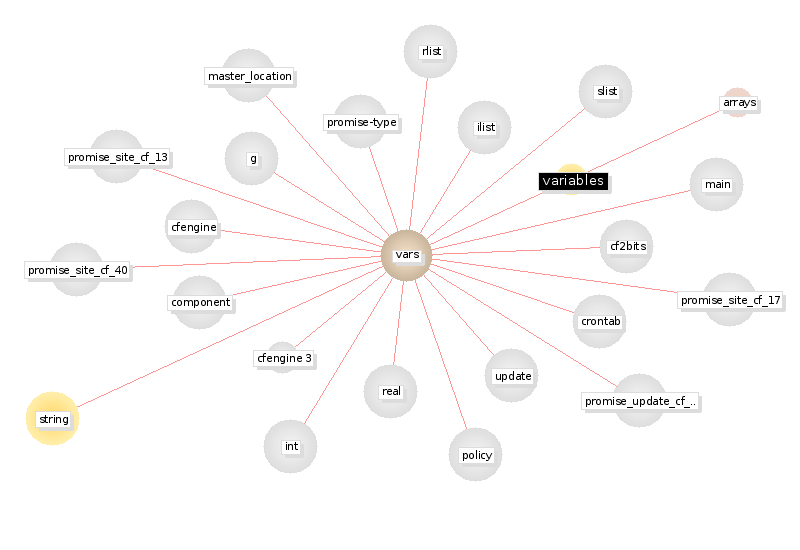 rlist
master_location
slist
arrays
promise-type
ilist
promise_site_cf_13
g
variables
main
cfengine
cf2bits
vars
promise_site_cf_40
component
promise_site_cf_17
crontab
cfengine 3
update
real
promise_update_cf_..
string
int
policy